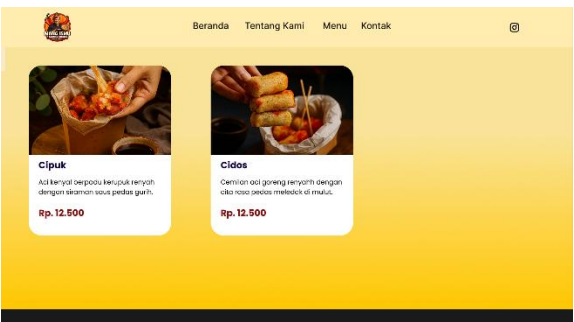 Beranda Tentang Kami Menu Kontak
Cipuk
Aci kenyal berpadu kerupuk renyah
dengan siraman saus pedas gurih.
Rp. 12.500
Cidos
Cemilan aci goreng renyahh dengan
cita rasa pedas meledak di mulut.
Rp. 12.500